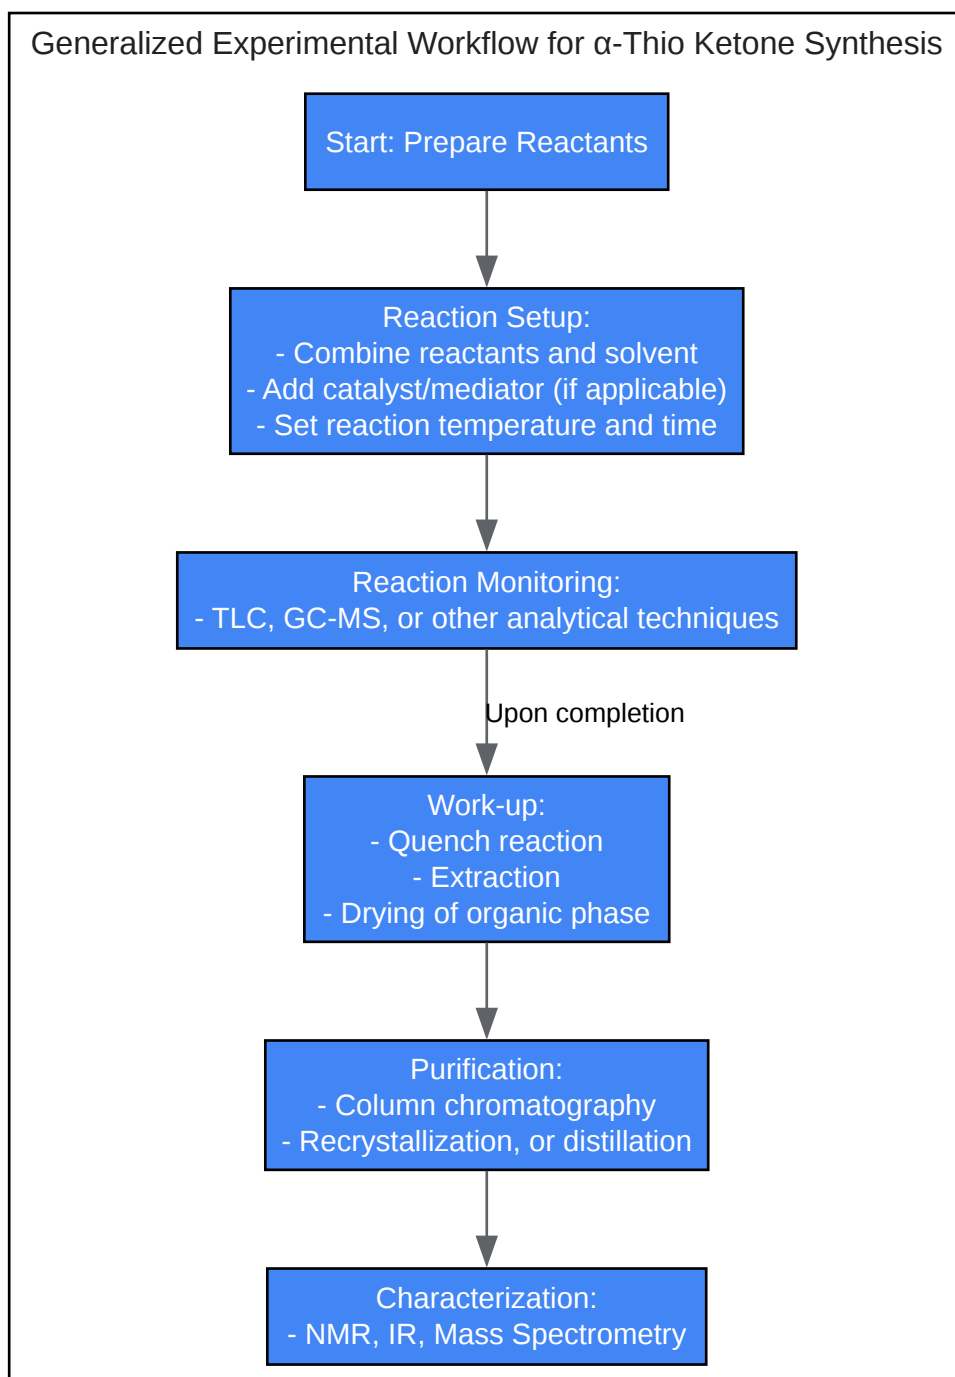 Generalized Experimental Workflow for α-Thio Ketone Synthesis
Start: Prepare Reactants
Reaction Setup:
- Combine reactants and solvent
- Add catalyst/mediator (if applicable)
- Set reaction temperature and time
Reaction Monitoring:
- TLC, GC-MS, or other analytical techniques
Upon completion
Work-up:
- Quench reaction
- Extraction
- Drying of organic phase
Purification:
- Column chromatography
- Recrystallization, or distillation
Characterization:
- NMR, IR, Mass Spectrometry